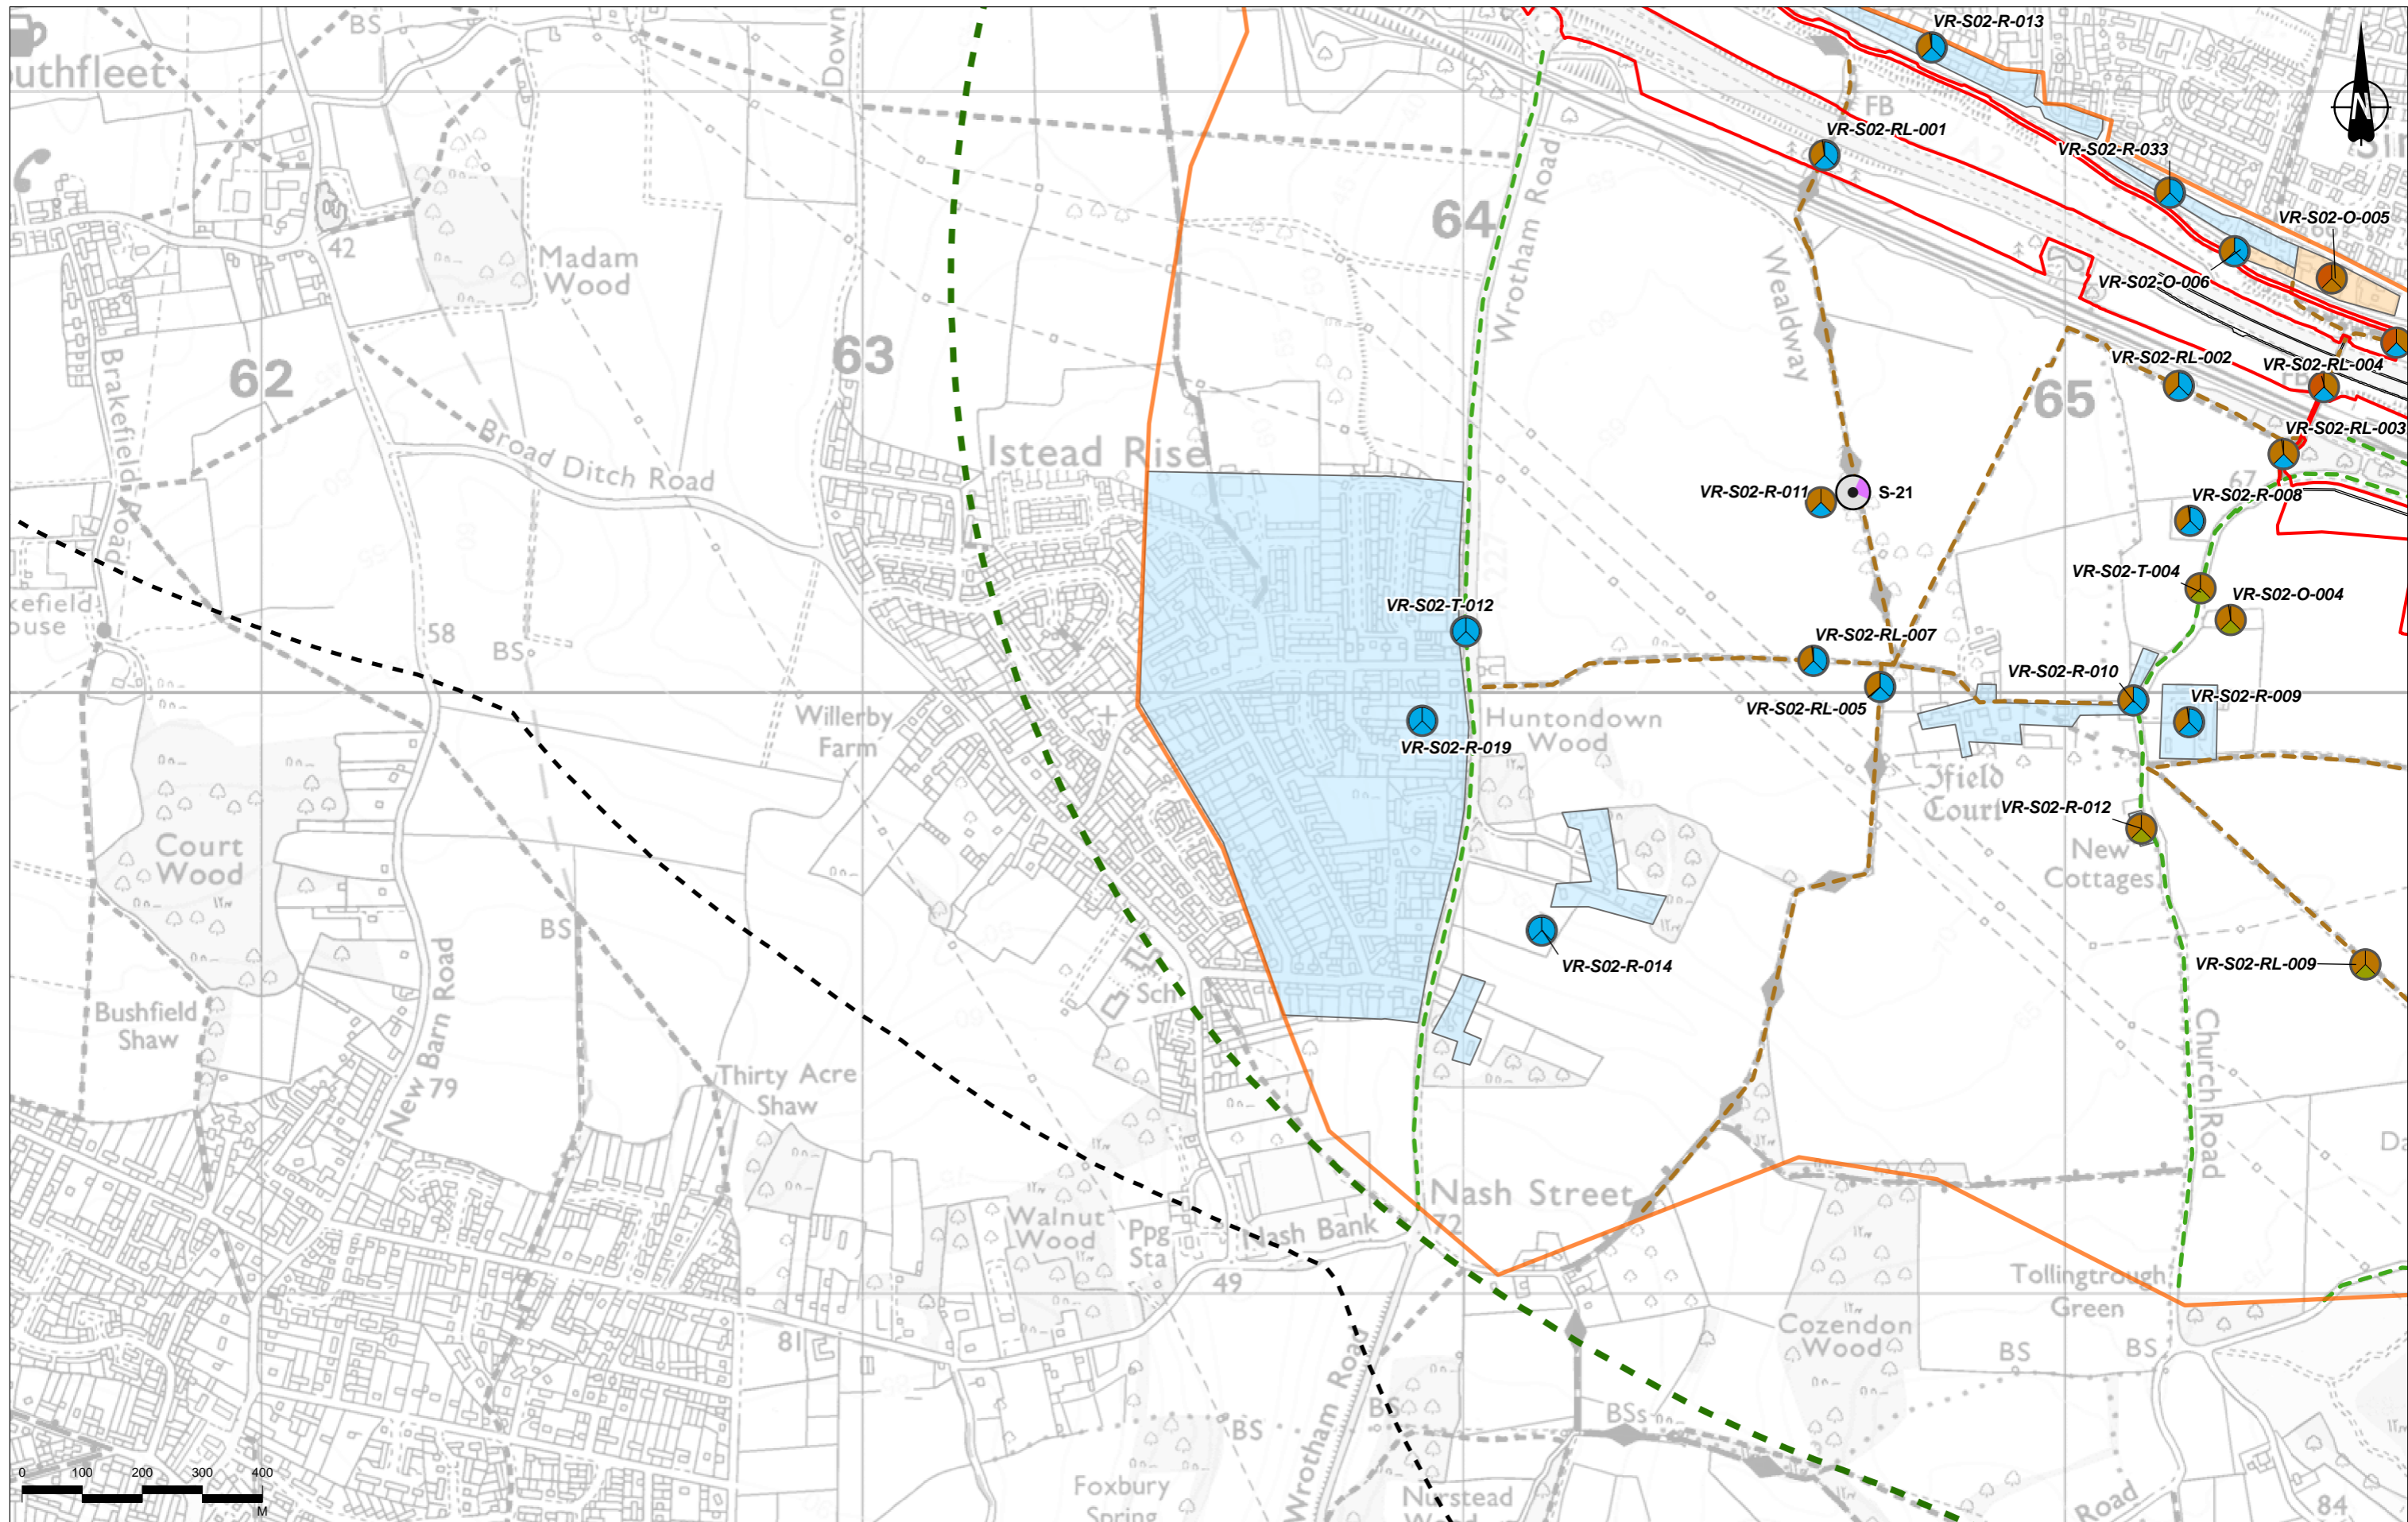 VR-S02-R-013
BS
Down
outhfleet
FB
VR-S02-RL-001
VR-S02-R-033
Sin
42
VR-S02-O-005
64
Wrotham Road
Madam
Wood
Wealdway
VR-S02-O-006
62
63
65
VR-S02-RL-002
VR-S02-RL-004
FB
Brakefield Road
Broad Ditch Road
Istead Rise
VR-S02-RL-003
67
VR-S02-R-011
S-21
VR-S02-R-008
A 227
VR-S02-T-004
VR-S02-O-004
kefield
ouse
58
BS
VR-S02-T-012
VR-S02-RL-007
VR-S02-R-010
VR-S02-R-009
VR-S02-RL-005
Willerby
Farm
Huntondown
Wood
VR-S02-R-019
Ifield
Court
VR-S02-R-012
Court
Wood
New
Cottages
BS
New Barn Road
VR-S02-R-014
VR-S02-RL-009
Sch
Bushfield
Shaw
Church Road
79
Thirty Acre
Shaw
Nash Street
Walnut
Wood
Ppg
Sta
Nash Bank
72
49
Tollingtrough
Green
81
Cozendon
Wood
BS
BS
Wrotham Road
BS
BS
BSs
0 100 200 300 400
M
Foxbury
Spring
Nurstead
Road
84